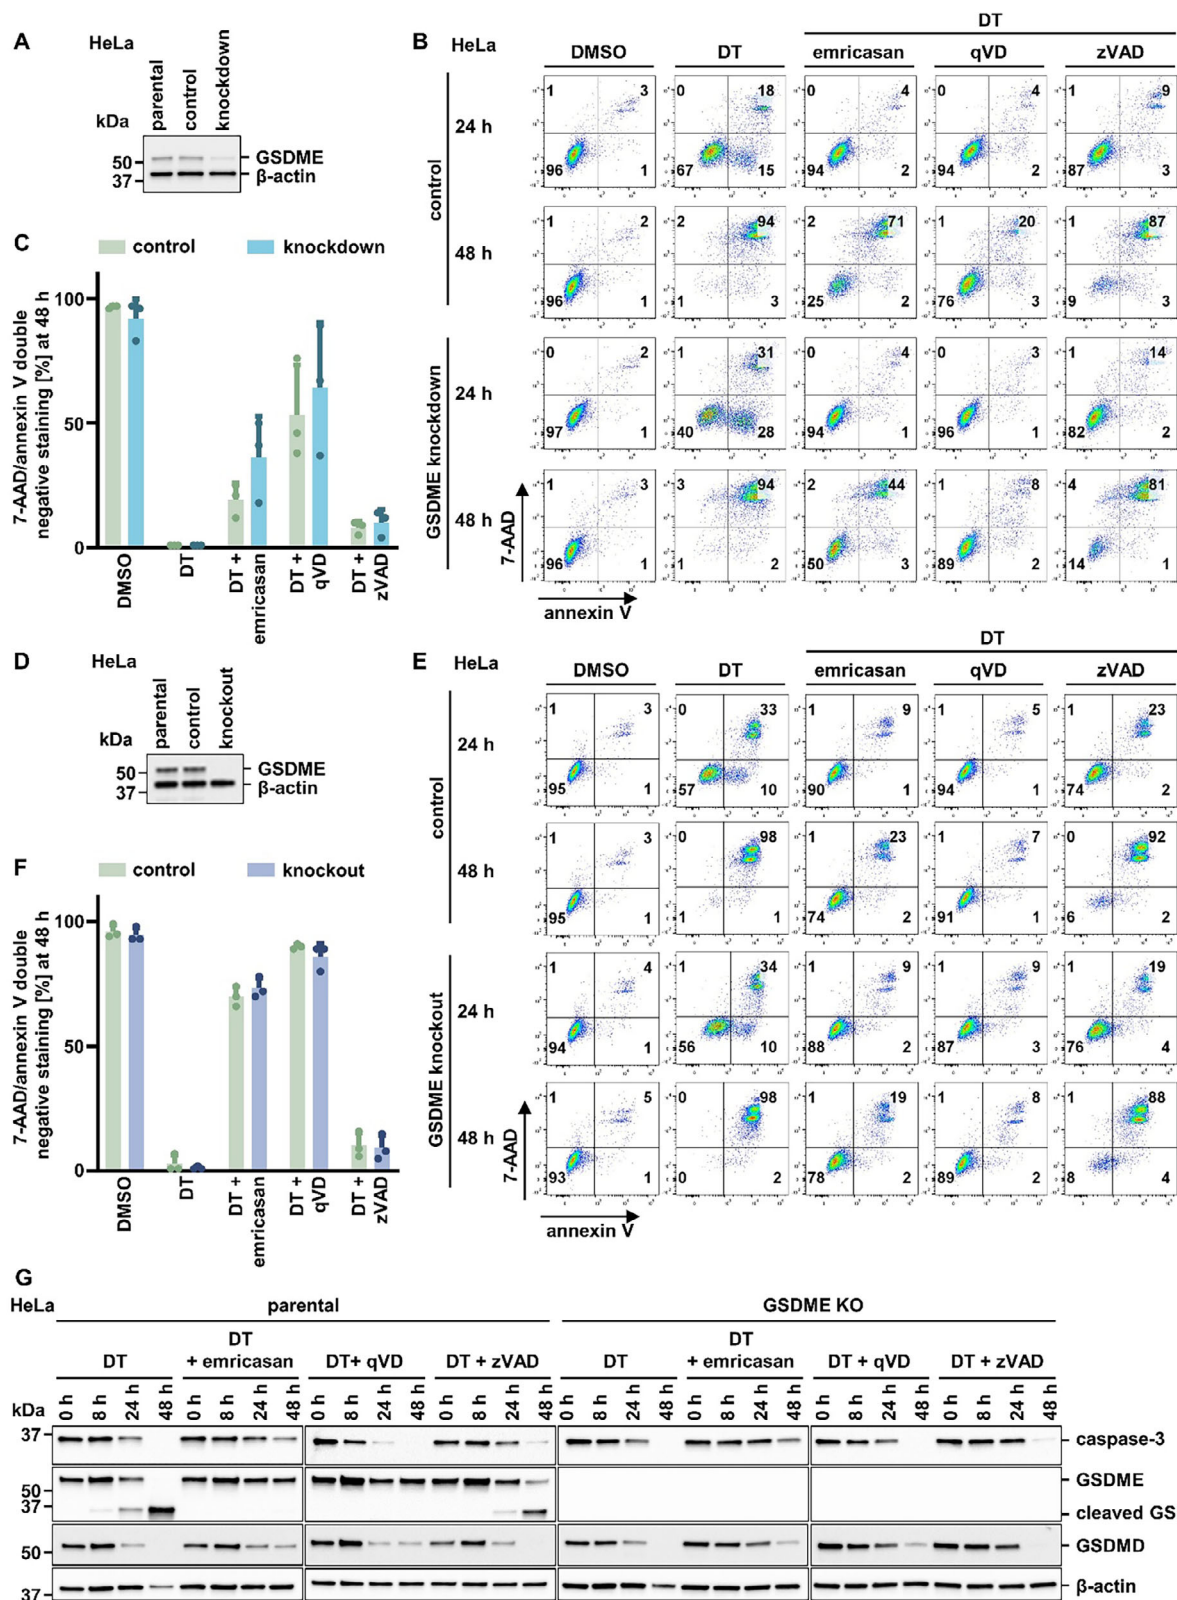 A
HeLa
parental
control
knockdown
kDa
50
37
GSDME
β-actin
B
HeLa
DT
DMSO
DT
emricasan
qVD
zVAD
control
24 h
1 3 96 1
0 18 67 15
0 4 94 2
0 4 94 2
1 9 87 3
48 h
1 2 96 1
2 94 1 3
2 71 25 2
1 20 76 3
1 87 9 3
GSDME knockdown
24 h
0 2 97 1
1 31 40 28
0 4 94 1
0 3 96 1
1 14 82 2
48 h
1 3 96 1
3 94 1 2
2 44 50 3
1 8 89 2
4 81 14 1
7-AAD
annexin V
C
control
knockdown
7-AAD/annexin V double
negative staining [%] at 48 h
100
50
0
DMSO
DT
DT +
emricasan
DT +
qVD
DT +
zVAD
D
HeLa
parental
control
knockout
kDa
50
37
GSDME
β-actin
E
HeLa
DT
DMSO
DT
emricasan
qVD
zVAD
control
24 h
1 3 95 1
0 33 57 10
1 9 90 1
1 5 94 1
1 23 74 2
48 h
1 3 95 1
0 98 1 1
1 23 74 2
1 7 91 1
0 92 6 2
GSDME knockout
24 h
1 4 94 1
1 34 56 10
1 9 88 2
1 9 87 3
1 19 76 4
48 h
1 5 93 1
0 98 0 2
1 19 78 2
1 8 89 2
1 88 8 4
7-AAD
annexin V
F
control
knockout
7-AAD/annexin V double
negative staining [%] at 48 h
100
50
0
DMSO
DT
DT +
emricasan
DT +
qVD
DT +
zVAD
G
HeLa
parental
GSDME KO
DT
DT
+ emricasan
DT+ qVD
DT + zVAD
DT
DT
+ emricasan
DT + qVD
DT + zVAD
kDa
0 h 8 h 24 h 48 h 0 h 8 h 24 h 48 h 0 h 8 h 24 h 48 h 0 h 8 h 24 h 48 h 0 h 8 h 24 h 48 h 0 h 8 h 24 h 48 h 0 h 8 h 24 h 48 h 0 h 8 h 24 h 48 h
37
caspase-3
GSDME
50
37
cleaved GS
GSDMD
50
β-actin
37